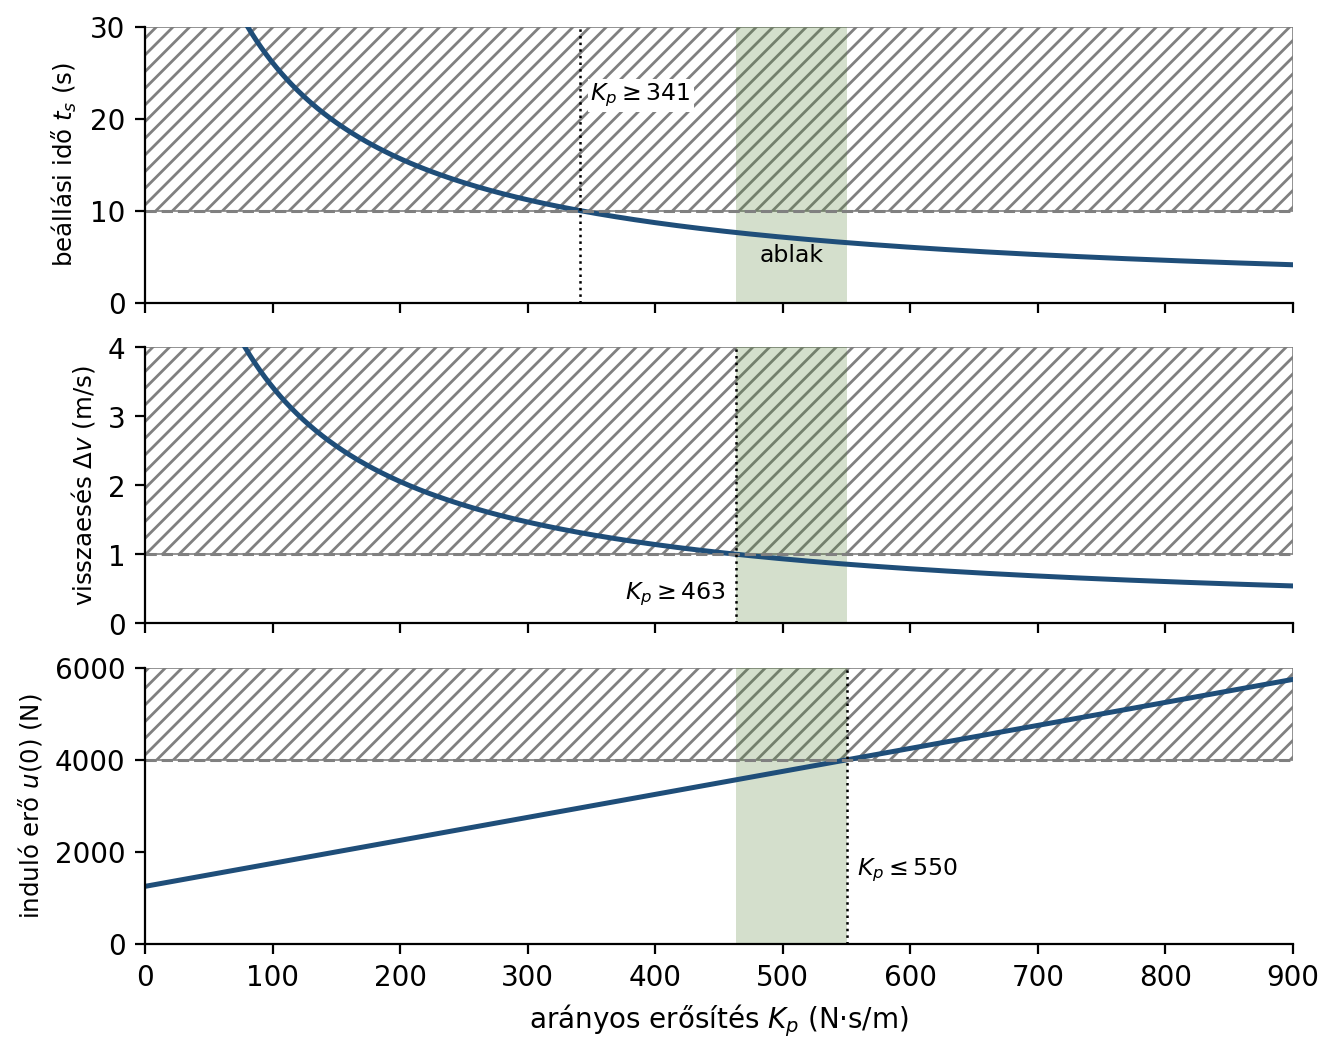 beállási idő t_s (s)
30
20
10
0
K_p ≥ 341
ablak
visszaesés Δv (m/s)
4
3
2
1
0
K_p ≥ 463
induló erő u(0) (N)
6000
4000
2000
0
K_p ≤ 550
0 100 200 300 400 500 600 700 800 900
arányos erősítés K_p (N·s/m)